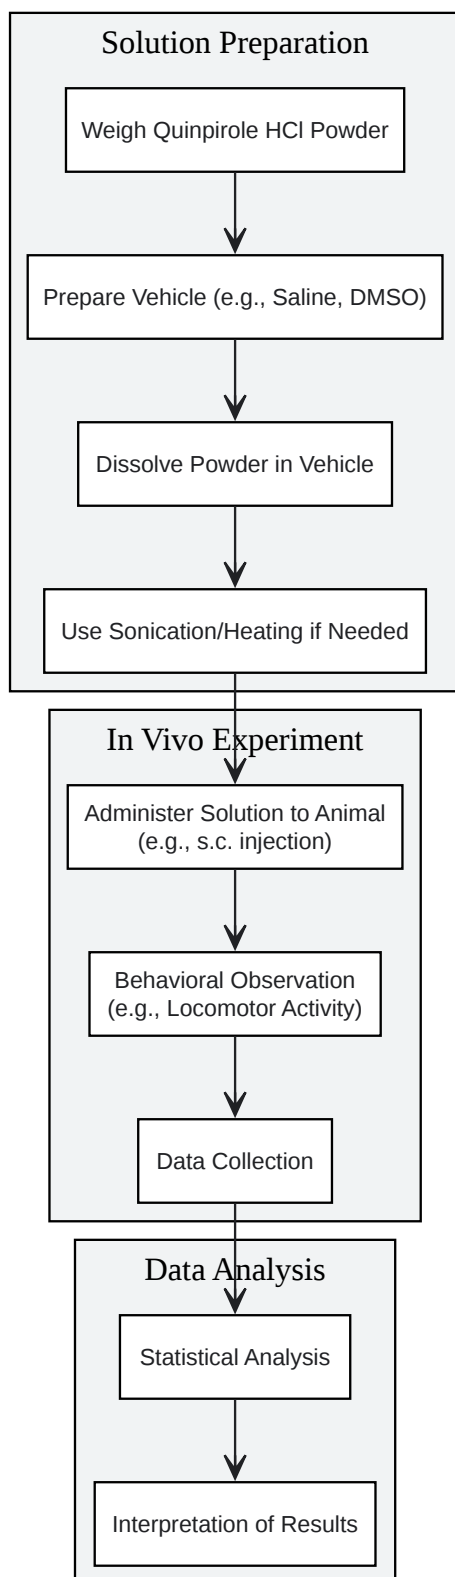 Solution Preparation
Weigh Quinpirole HCl Powder
Prepare Vehicle (e.g., Saline, DMSO)
Dissolve Powder in Vehicle
Use Sonication/Heating if Needed
In Vivo Experiment
Administer Solution to Animal
(e.g., s.c. injection)
Behavioral Observation
(e.g., Locomotor Activity)
Data Collection
Data Analysis
Statistical Analysis
Interpretation of Results